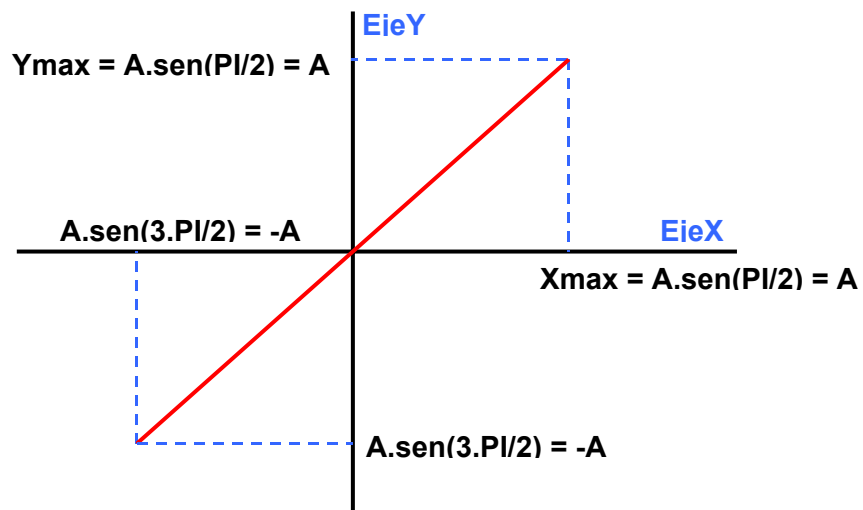 EjeY
Ymax = A.sen(PI/2) = A
A.sen(3.PI/2) = -A
EjeX
Xmax = A.sen(PI/2) = A
A.sen(3.PI/2) = -A